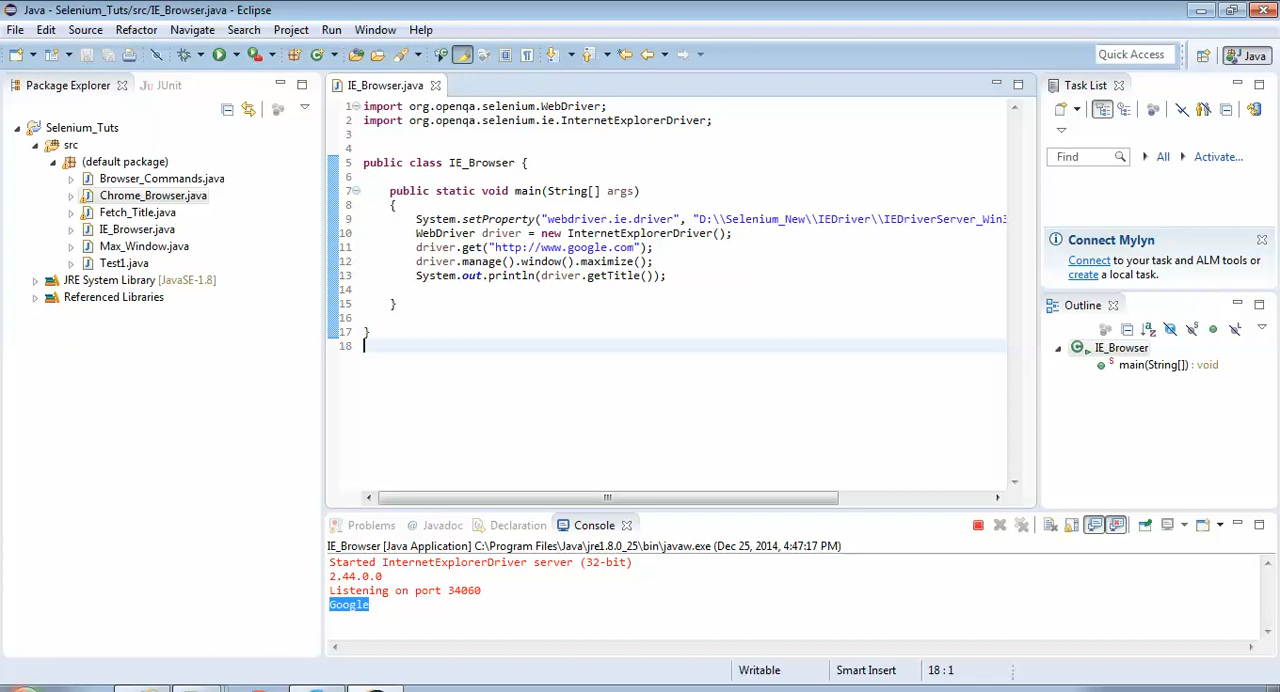 Java - Selenium_Tuts/src/IE_Browser.java - Eclipse
File Edit Source Refactor Navigate Search Project Run Window Help
Quick Access Java
Package Explorer JUnit
Selenium_Tuts
src
(default package)
Browser_Commands.java
Chrome_Browser.java
Fetch_Title.java
IE_Browser.java
Max_Window.java
Test1.java
JRE System Library [JavaSE-1.8]
Referenced Libraries
IE_Browser.java
1 import org.openqa.selenium.WebDriver;
2 import org.openqa.selenium.ie.InternetExplorerDriver;
3
4
5 public class IE_Browser {
6
7 public static void main(String[] args)
8 {
9 System.setProperty("webdriver.ie.driver", "D:\\Selenium_New\\IEDriver\\IEDriverServer_Win3
10 WebDriver driver = new InternetExplorerDriver();
11 driver.get("http://www.google.com");
12 driver.manage().window().maximize();
13 System.out.println(driver.getTitle());
14
15 }
16
17 }
18
Task List
Find All Activate...
Connect Mylyn
Connect to your task and ALM tools or
create a local task.
Outline
IE_Browser
main(String[]) : void
Problems @ Javadoc Declaration Console
IE_Browser [Java Application] C:\Program Files\Java\jre1.8.0_25\bin\javaw.exe (Dec 25, 2014, 4:47:17 PM)
Started InternetExplorerDriver server (32-bit)
2.44.0.0
Listening on port 34060
Google
Writable Smart Insert 18 : 1